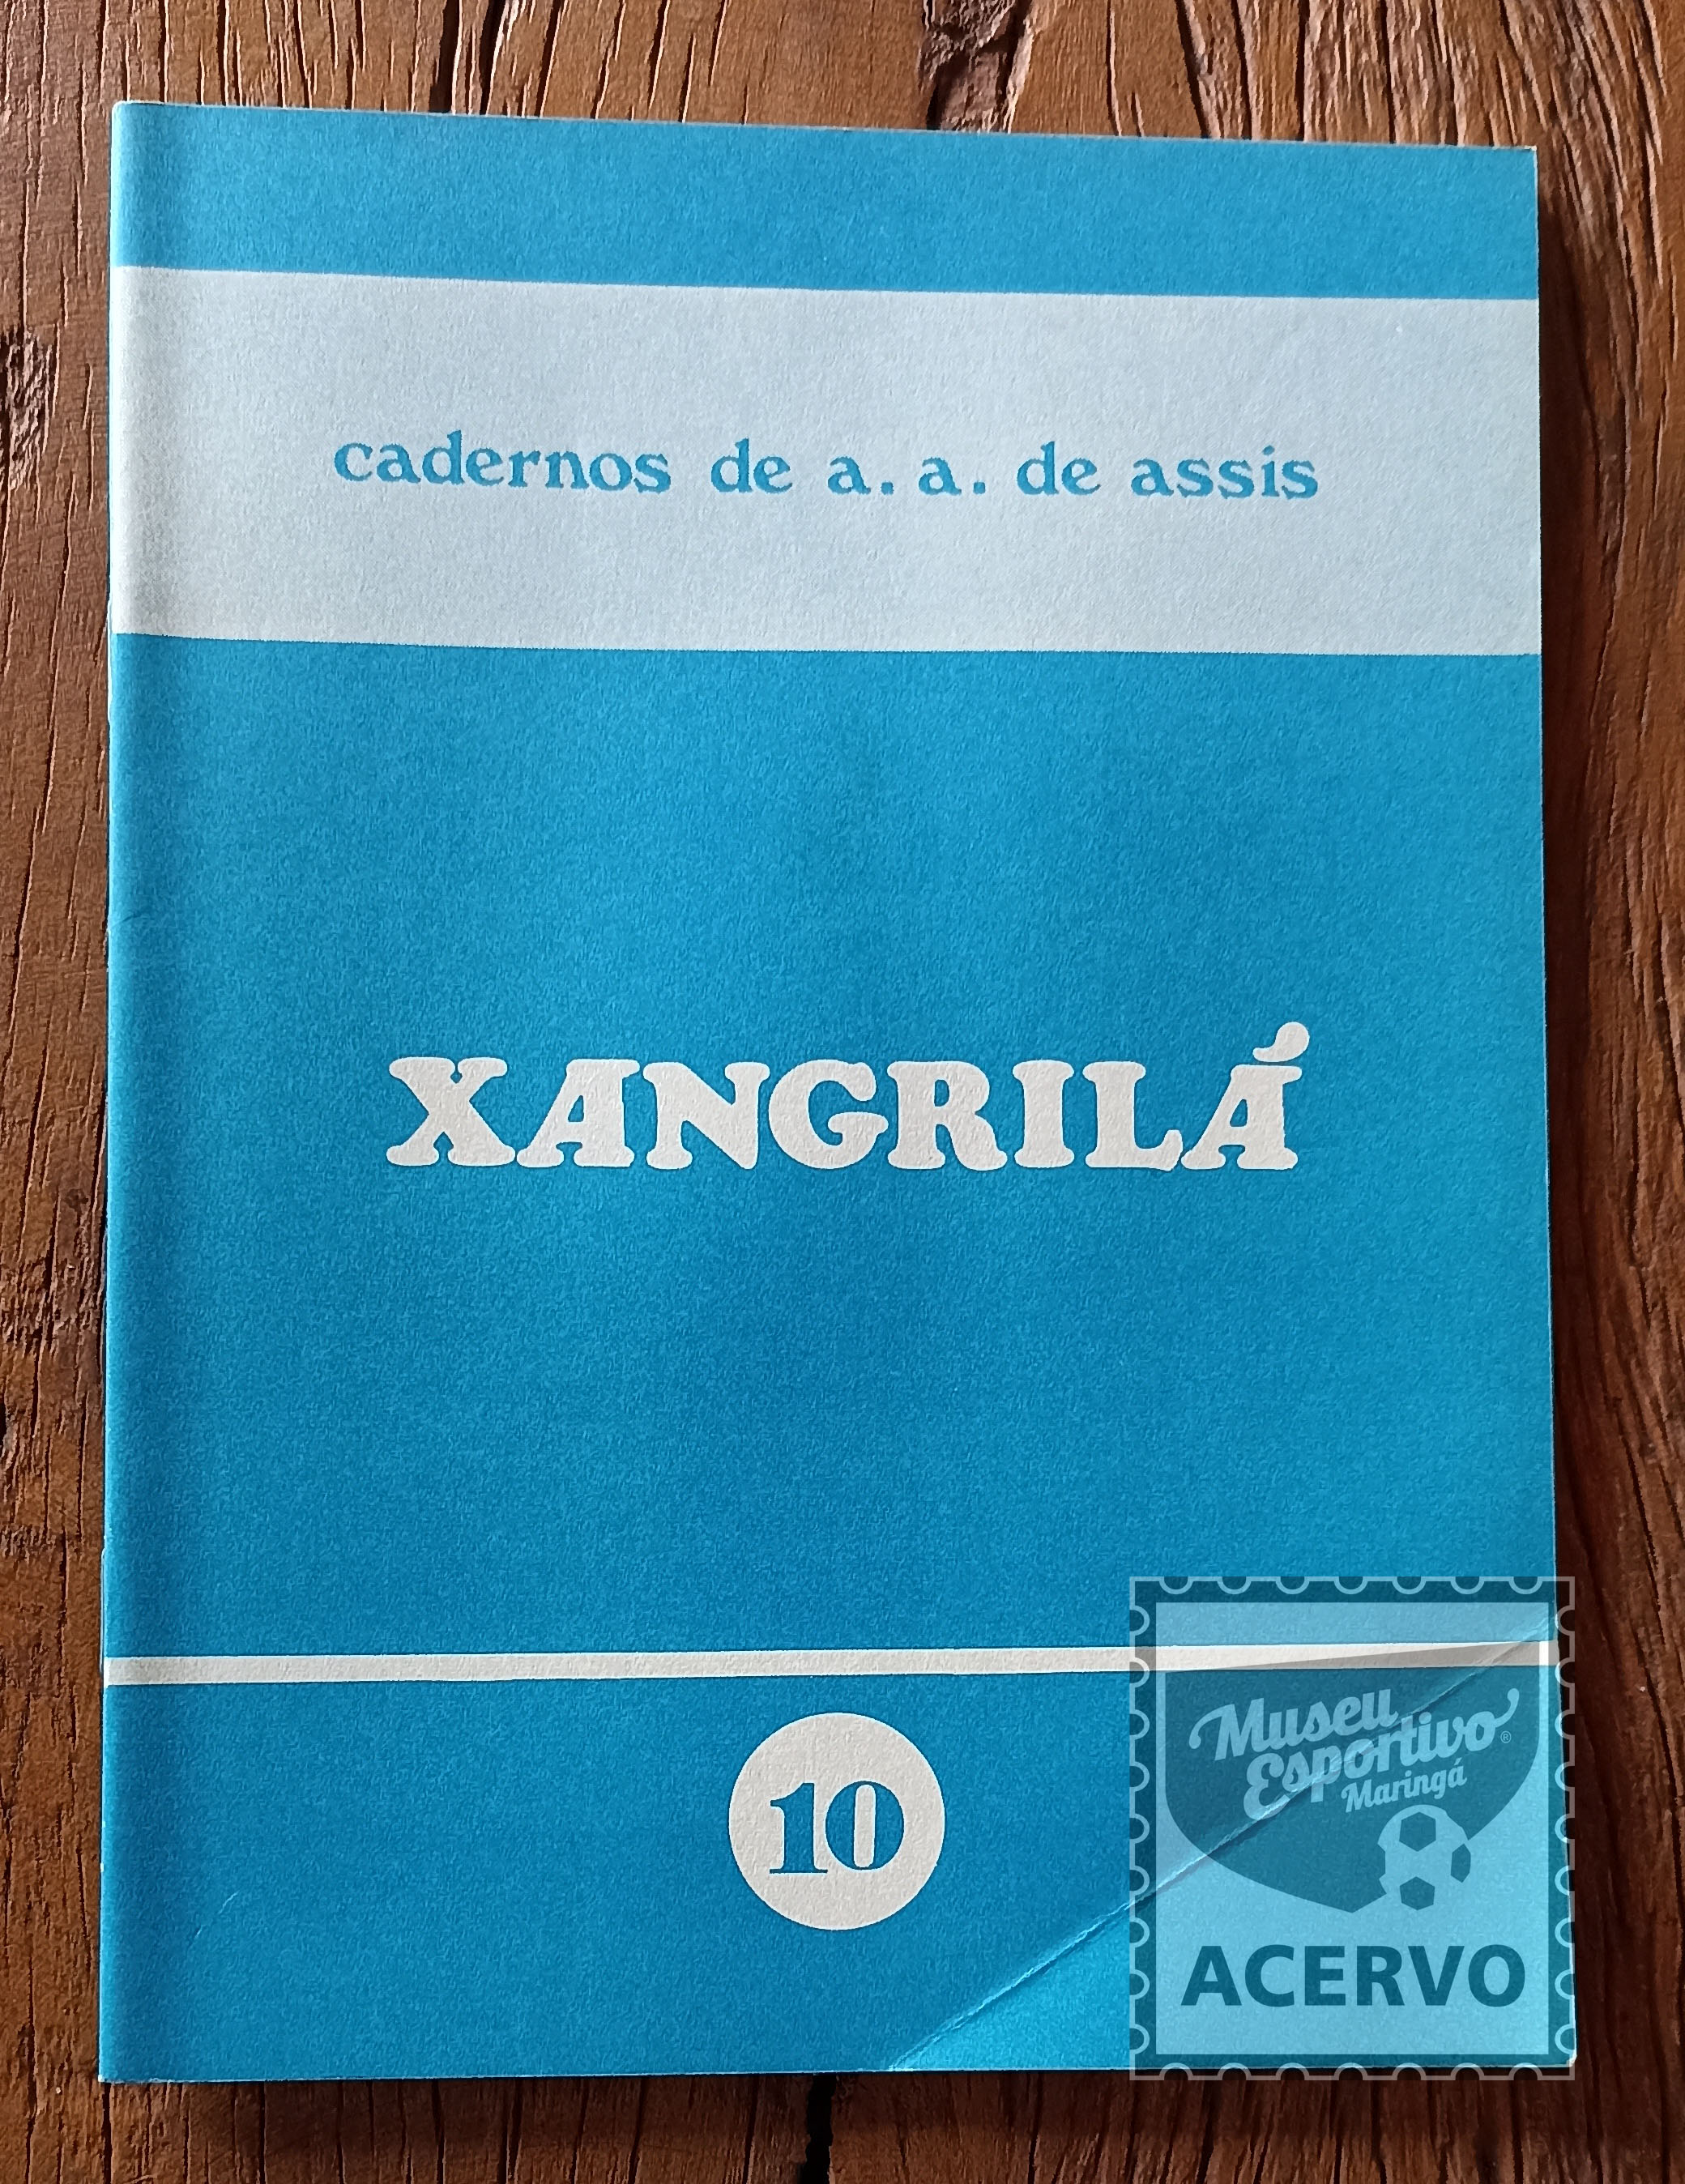 cadernos de a. a. de assis
XANGRILÁ
10
Museu
Esportivo®
Maringá
ACERVO